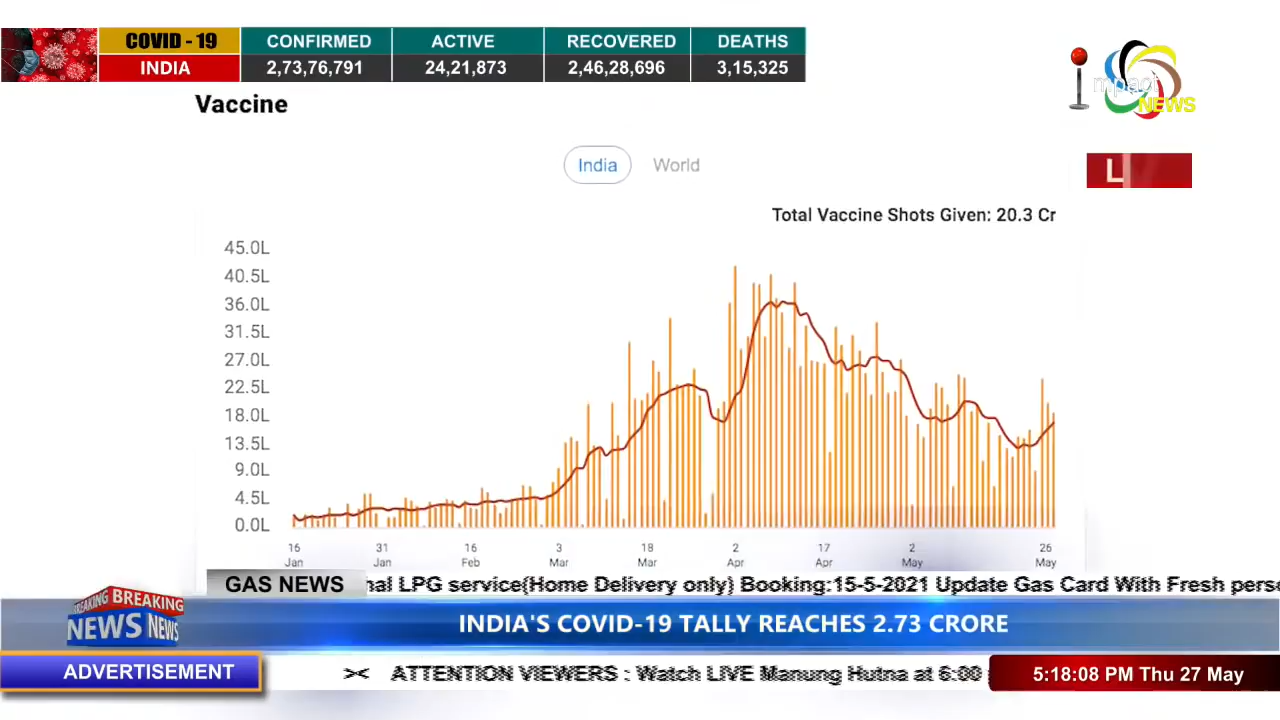 COVID - 19 CONFIRMED ACTIVE RECOVERED DEATHS
INDIA 2,73,76,791 24,21,873 2,46,28,696 3,15,325
Vaccine
mpact
NEWS
India World
L
Total Vaccine Shots Given: 20.3 Cr
45.0L
40.5L
36.0L
31.5L
27.0L
22.5L
18.0L
13.5L
9.0L
4.5L
0.0L
16 31 16 3 18 2 17 2 26
Jan Jan Feb Mar Mar Apr Apr May May
GAS NEWS nal LPG service(Home Delivery only) Booking:15-5-2021 Update Gas Card With Fresh pers
BREAKING BREAKING
NEWS NEWS
INDIA'S COVID-19 TALLY REACHES 2.73 CRORE
ADVERTISEMENT ATTENTION VIEWERS : Watch LIVE Manung Hutna at 6:00 5:18:08 PM Thu 27 May